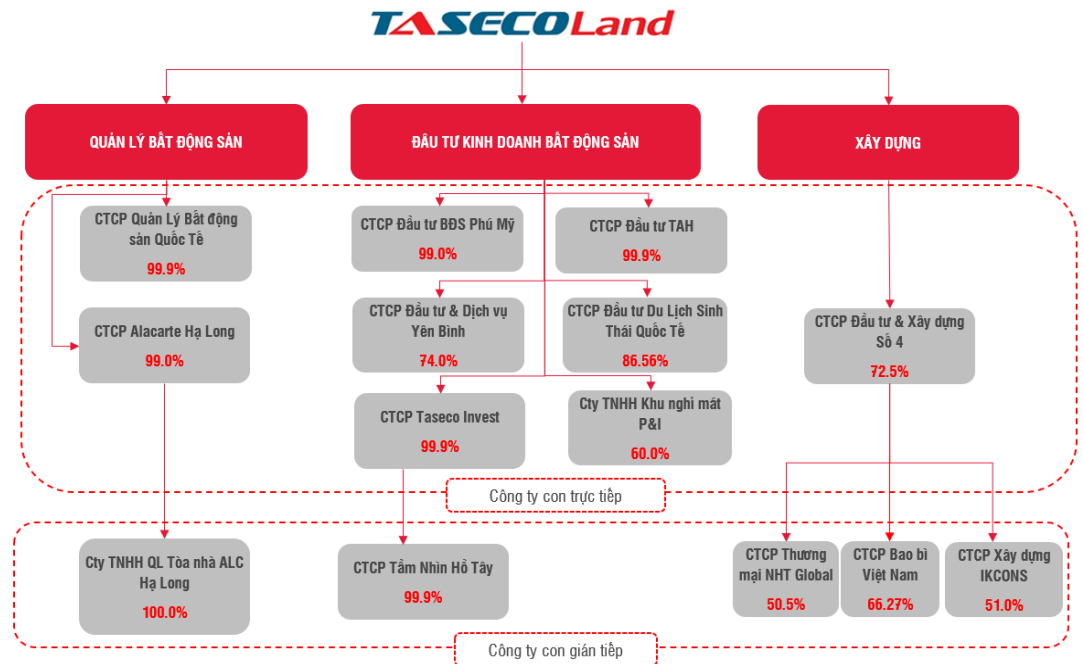 TASECO Land
QUẢN LÝ BẤT ĐỘNG SẢN
ĐẦU TƯ KINH DOANH BẤT ĐỘNG SẢN
XÂY DỰNG
CTCP Quản Lý Bất động
sản Quốc Tế
99.9%
CTCP Đầu tư BĐS Phú Mỹ
99.0%
CTCP Đầu tư TAH
99.9%
CTCP Alacarte Hạ Long
99.0%
CTCP Đầu tư & Dịch vụ
Yên Bình
74.0%
CTCP Đầu tư Du Lịch Sinh
Thái Quốc Tế
86.56%
CTCP Đầu tư & Xây dựng
Số 4
72.5%
CTCP Taseco Invest
99.9%
Cty TNHH Khu nghỉ mát
P&I
60.0%
Công ty con trực tiếp
Cty TNHH QL Tòa nhà ALC
Hạ Long
100.0%
CTCP Tầm Nhìn Hồ Tây
99.9%
CTCP Thương
mại NHT Global
50.5%
CTCP Bao bì
Việt Nam
66.27%
CTCP Xây dựng
IKCONS
51.0%
Công ty con gián tiếp